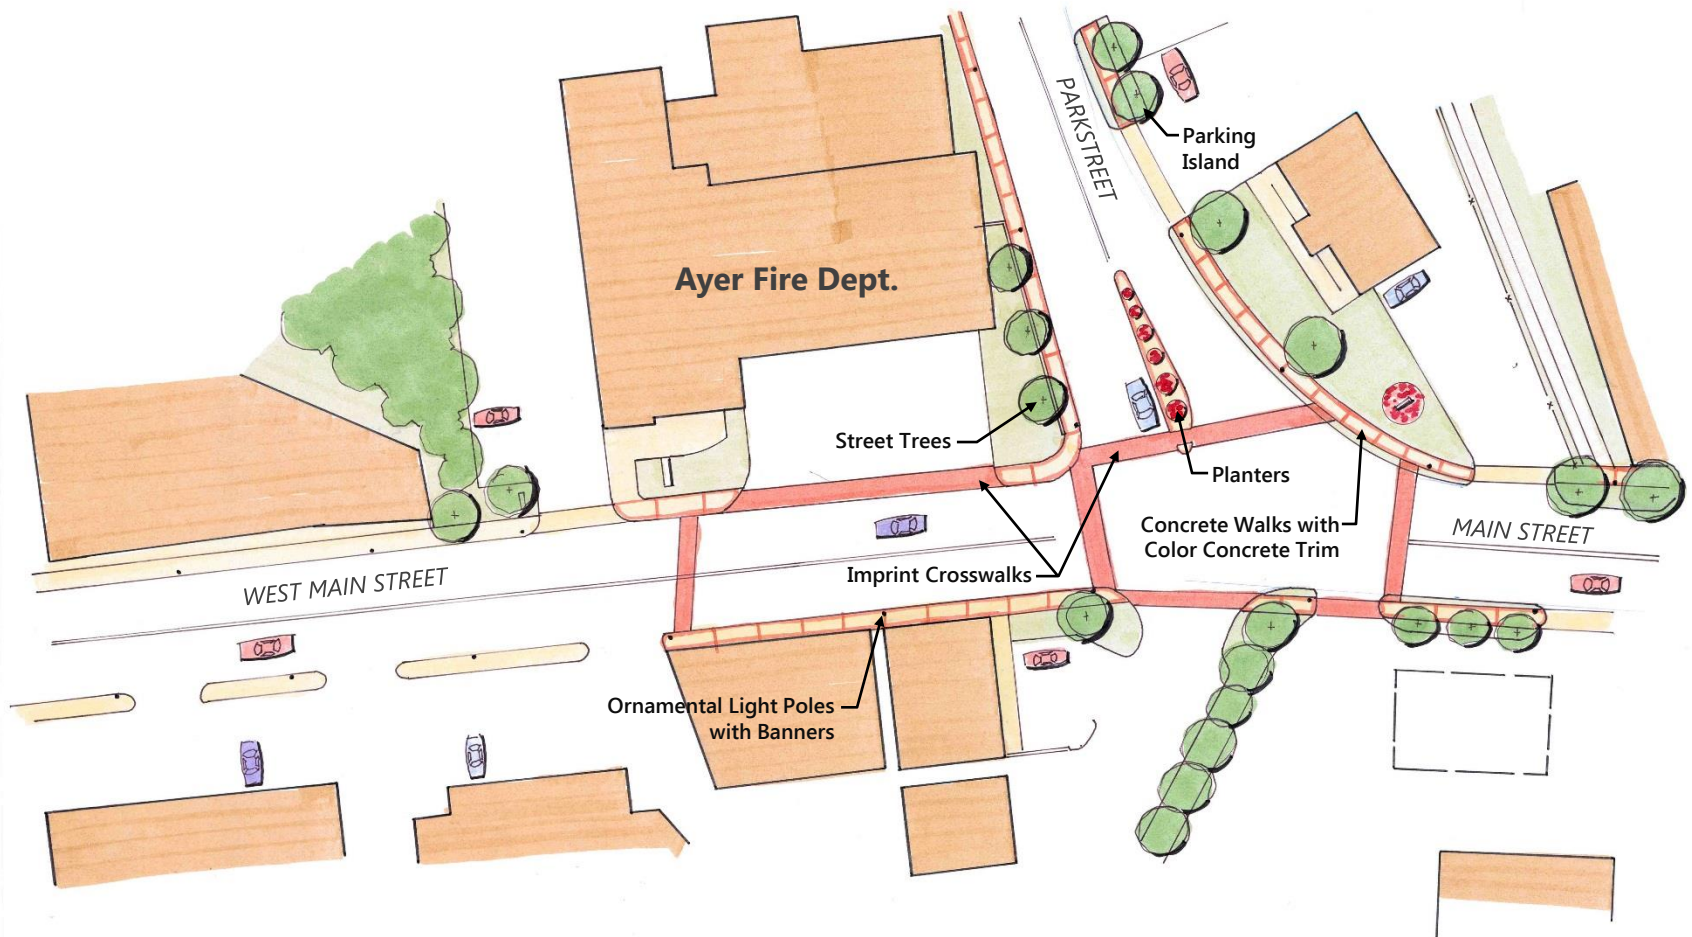 PARKSTREET
Parking
Island
Ayer Fire Dept.
Street Trees
Planters
Concrete Walks with
Color Concrete Trim
MAIN STREET
Imprint Crosswalks
WEST MAIN STREET
Ornamental Light Poles
with Banners